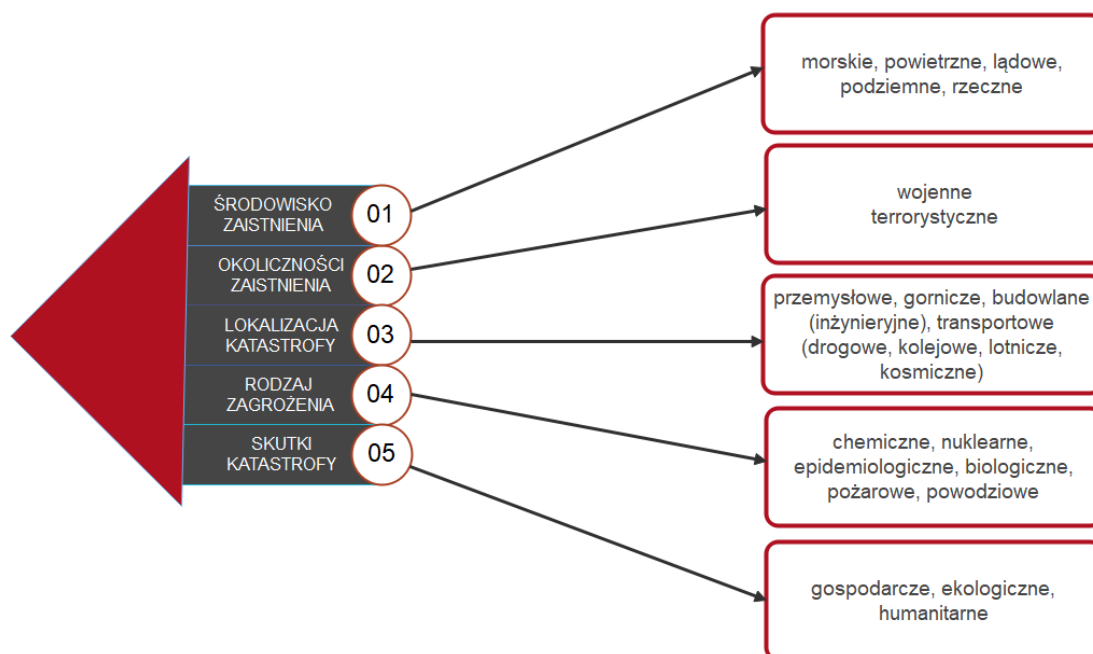 morskie, powietrzne, lądowe,
podziemne, rzeczne
ŚRODOWISKO
ZAISTNIENIA
01
wojenne
terrorystyczne
OKOLICZNOŚCI
ZAISTNIENIA
02
przemysłowe, gornicze, budowlane
(inżynieryjne), transportowe
(drogowe, kolejowe, lotnicze,
kosmiczne)
LOKALIZACJA
KATASTROFY
03
RODZAJ
ZAGROŻENIA
04
chemiczne, nuklearne,
epidemiologiczne, biologiczne,
pożarowe, powodziowe
SKUTKI
KATASTROFY
05
gospodarcze, ekologiczne,
humanitarne